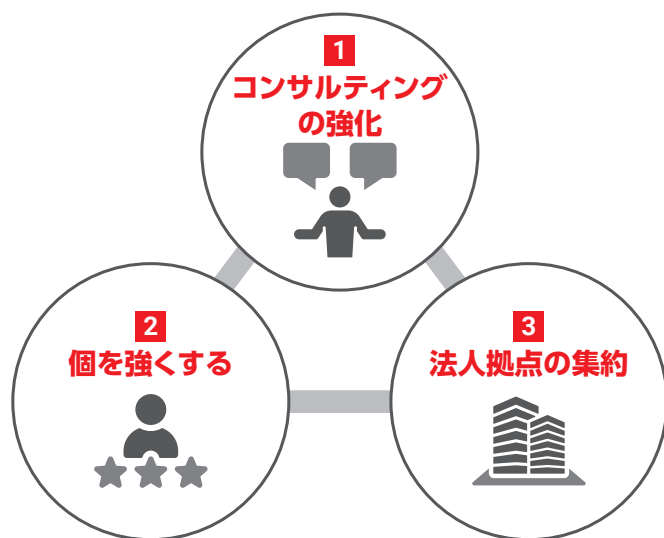 1
コンサルティング
の強化
2
個を強くする
3
法人拠点の集約